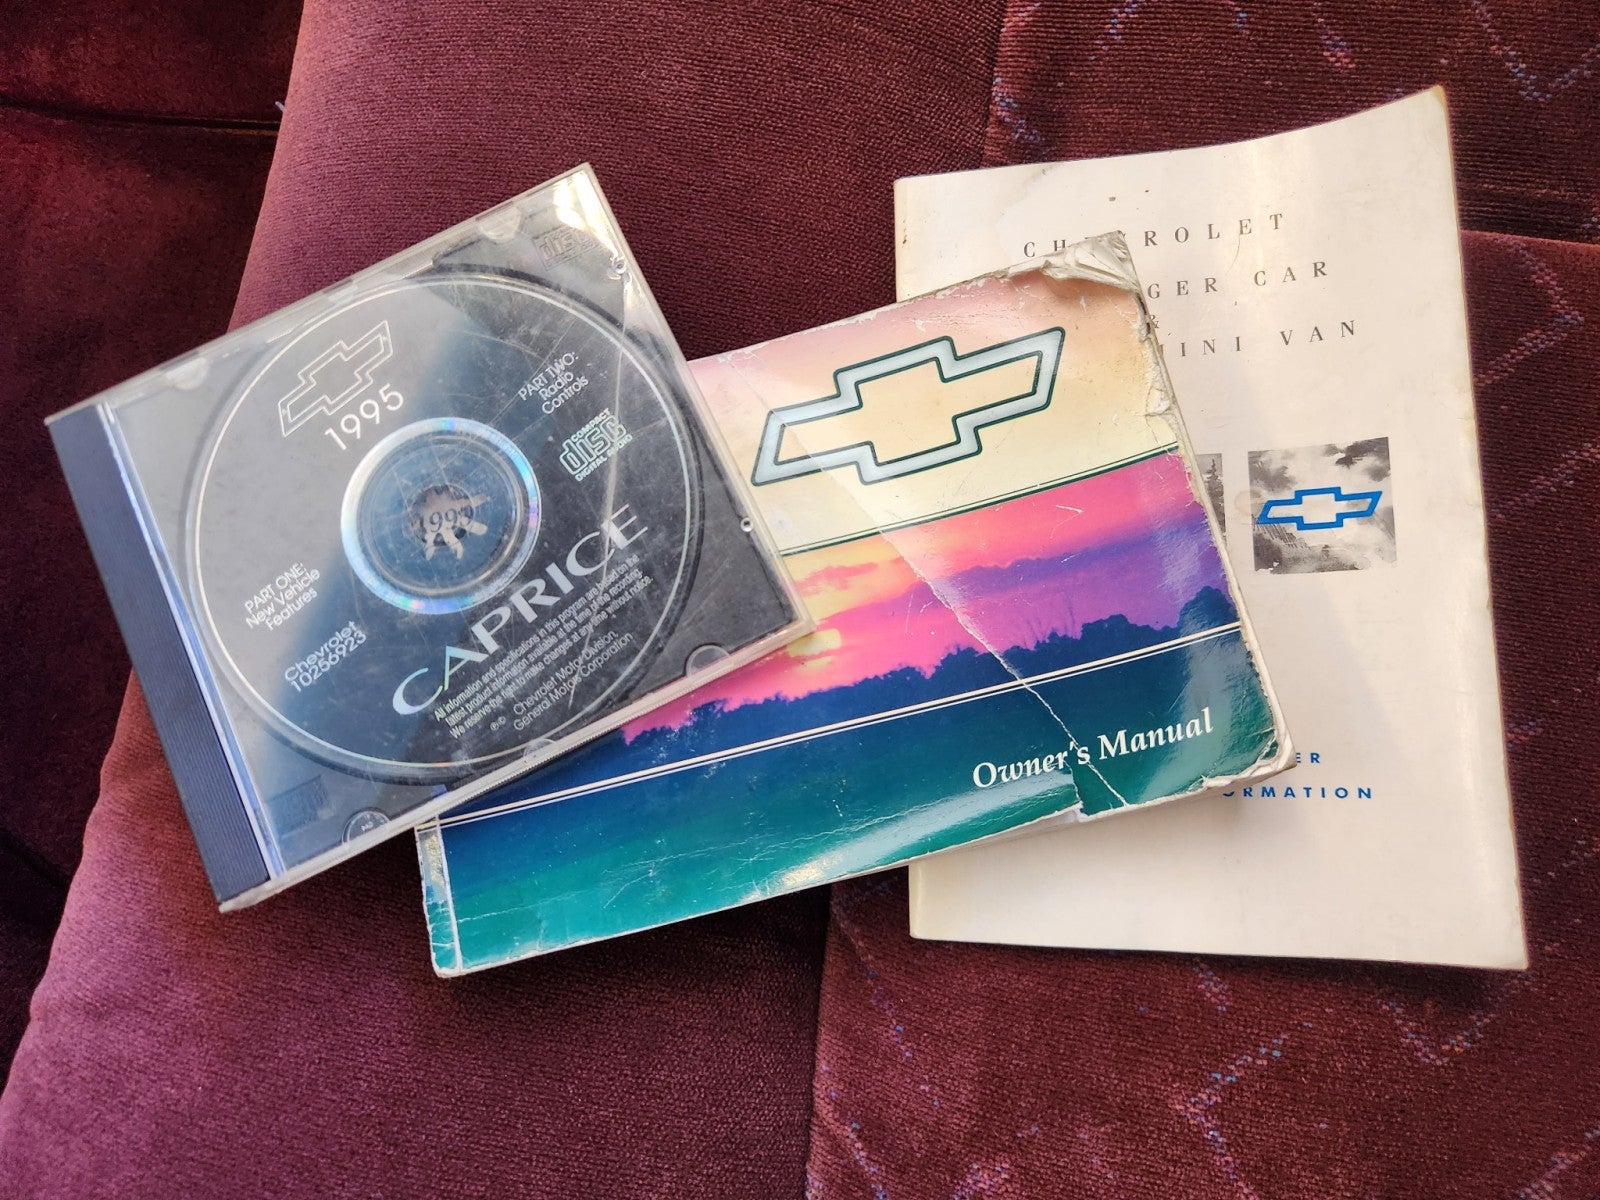 1995
PART TWO:
Radio
Controls
COMPACT
disc
DIGITAL AUDIO
PART ONE:
New Vehicle
Features
Chevrolet
10256923
CAPRICE
All information and specifications in this program are based on the
latest product information available at the time of the recording.
We reserve the right to make changes at any time without notice.
Chevrolet Motor Division,
General Motors Corporation
Owner's Manual
CHEVROLET
GER CAR
&
MINI VAN
ER
ORMATION